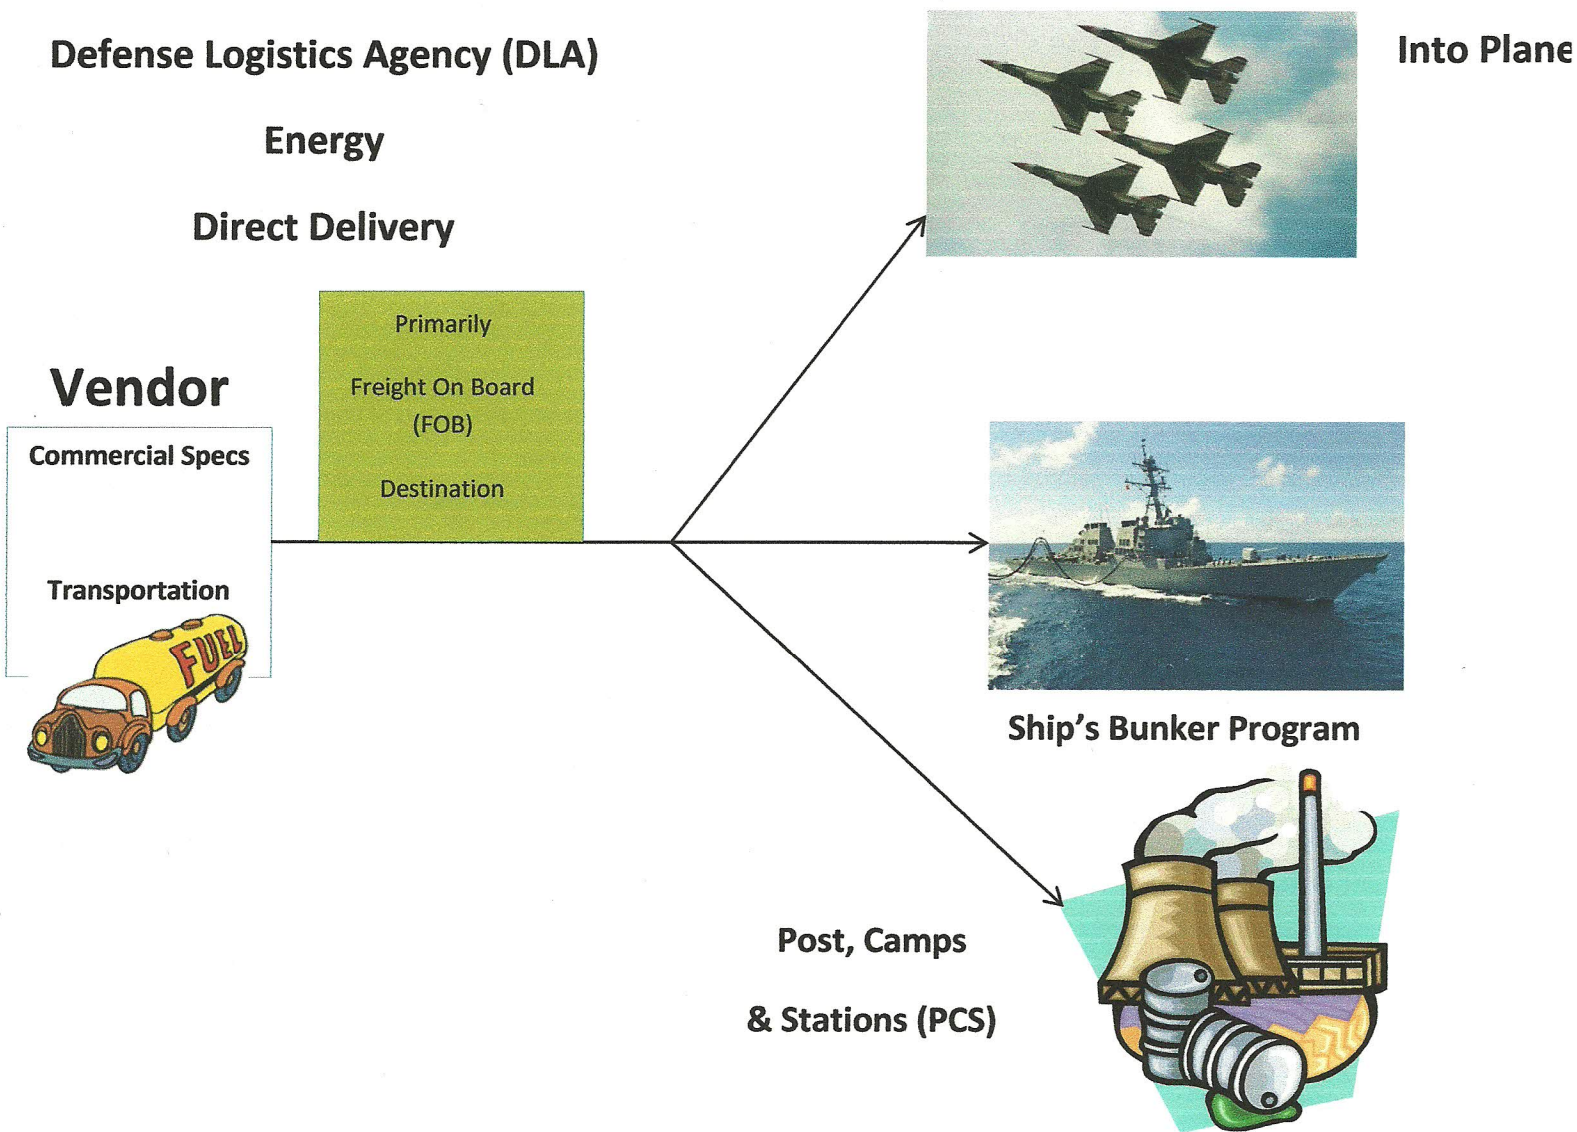 Defense Logistics Agency (DLA)
Energy
Direct Delivery
Into Plane
Primarily
Freight On Board
(FOB)
Destination
Vendor
Commercial Specs
Transportation
FUEL
Ship’s Bunker Program
Post, Camps
& Stations (PCS)